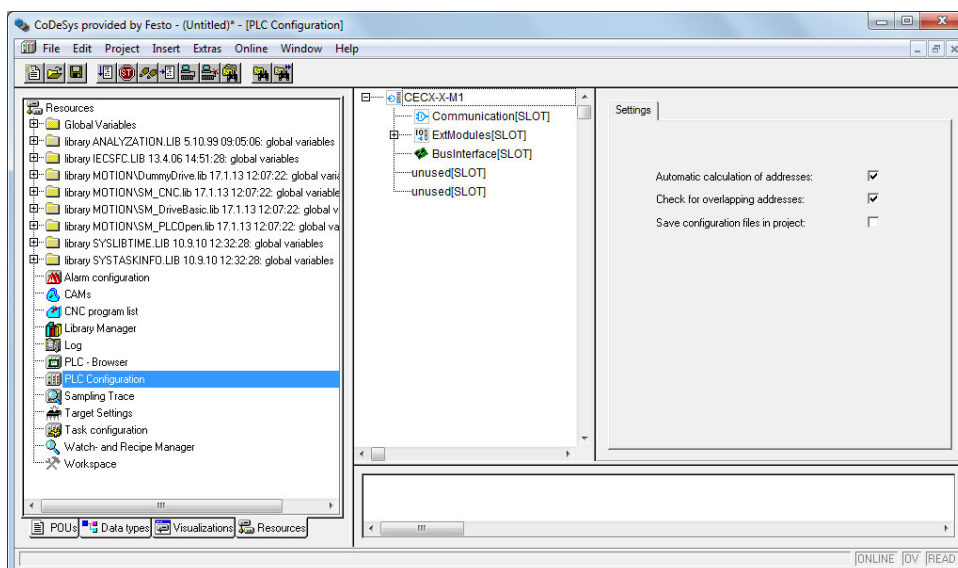 CoDeSys provided by Festo - (Untitled)* - [PLC Configuration]
File Edit Project Insert Extras Online Window Help
Resources
Global Variables
library ANALYZATION.LIB 5.10.99 09:05:06: global variables
library IECSFC.LIB 13.4.06 14:51:28: global variables
library MOTION\DummyDrive.lib 17.1.13 12:07:22: global varia
library MOTION\SM_CNC.lib 17.1.13 12:07:22: global variable
library MOTION\SM_DriveBasic.lib 17.1.13 12:07:22: global v
library MOTION\SM_PLCOpen.lib 17.1.13 12:07:22: global va
library SYSLIBTIME.LIB 10.9.10 12:32:28: global variables
library SYSTASKINFO.LIB 10.9.10 12:32:28: global variables
Alarm configuration
CAMs
CNC program list
Library Manager
Log
PLC - Browser
PLC Configuration
Sampling Trace
Target Settings
Task configuration
Watch- and Recipe Manager
Workspace
POUs Data types Visualizations Resources
CECX-X-M1
Communication[SLOT]
ExtModules[SLOT]
BusInterface[SLOT]
unused[SLOT]
unused[SLOT]
Settings
Automatic calculation of addresses:
Check for overlapping addresses:
Save configuration files in project:
ONLINE OV READ